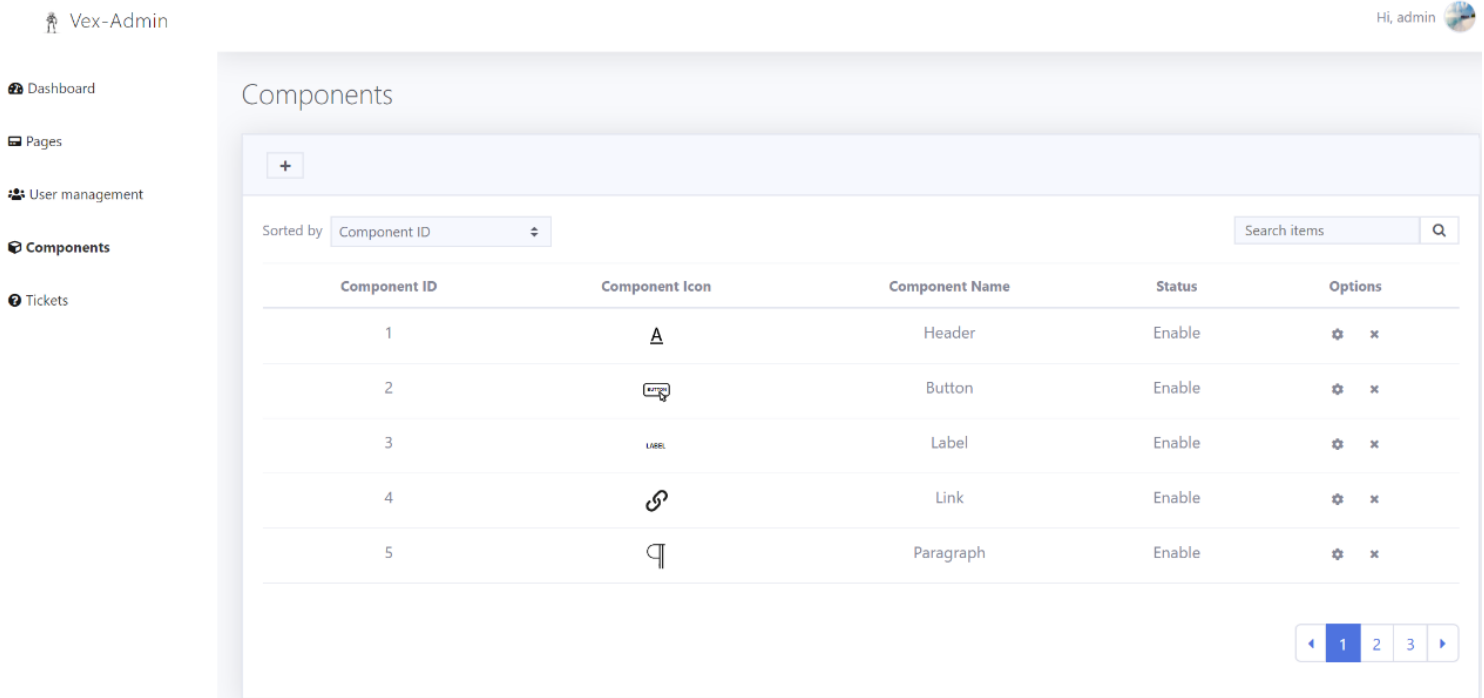 Vex-Admin
Hi, admin
Dashboard
Pages
User management
Components
Tickets
Components
+
Sorted by Component ID
Search items
Component ID Component Icon Component Name Status Options
1 A Header Enable
2 BUTTON Button Enable
3 LABEL Label Enable
4 Link Enable
5 ¶ Paragraph Enable
1 2 3